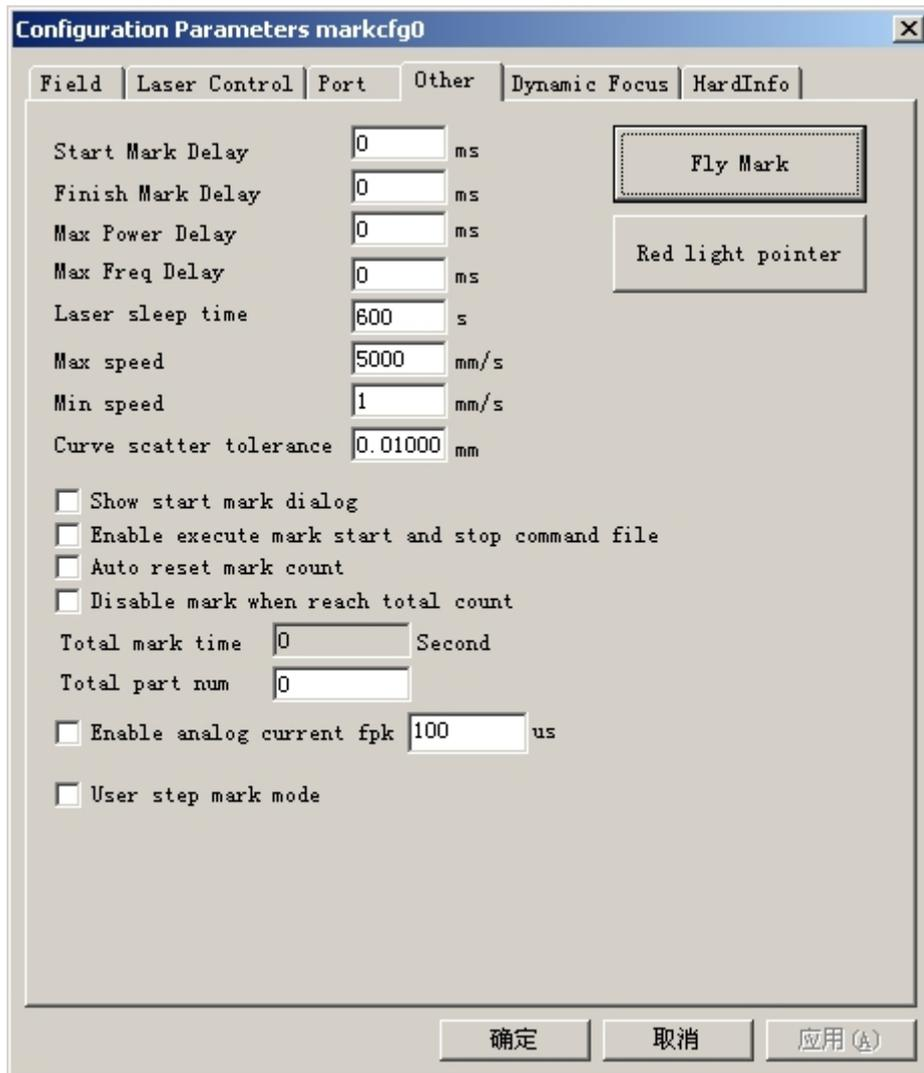 Configuration Parameters markcfg0
Field Laser Control Port Other Dynamic Focus HardInfo
Start Mark Delay 0 ms
Fly Mark
Finish Mark Delay 0 ms
Max Power Delay 0 ms
Red light pointer
Max Freq Delay 0 ms
Laser sleep time 600 s
Max speed 5000 mm/s
Min speed 1 mm/s
Curve scatter tolerance 0.01000 mm
Show start mark dialog
Enable execute mark start and stop command file
Auto reset mark count
Disable mark when reach total count
Total mark time 0 Second
Total part num 0
Enable analog current fpk 100 us
User step mark mode
确定 取消 应用(A)